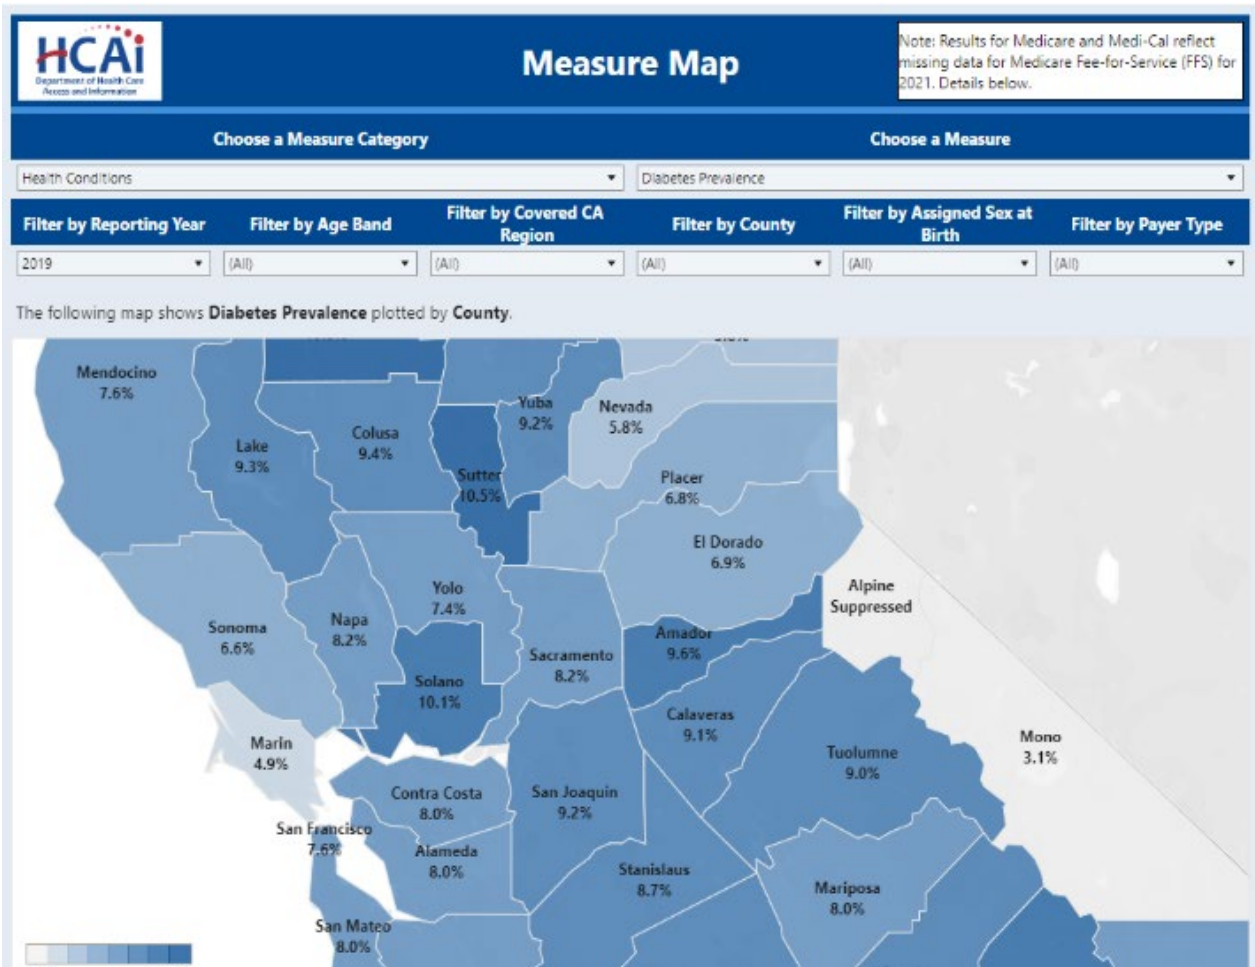 HCAi
Department of Health Care
Access and Information
Measure Map
Note: Results for Medicare and Medi-Cal reflect
missing data for Medicare Fee-for-Service (FFS) for
2021. Details below.
Choose a Measure Category
Choose a Measure
Health Conditions
Diabetes Prevalence
Filter by Reporting Year
Filter by Age Band
Filter by Covered CA
Region
Filter by County
Filter by Assigned Sex at
Birth
Filter by Payer Type
2019
(All)
(All)
(All)
(All)
(All)
The following map shows Diabetes Prevalence plotted by County.
Mendocino
7.6%
Lake
9.3%
Colusa
9.4%
Yuba
9.2%
Nevada
5.8%
Sutter
10.5%
Placer
6.8%
El Dorado
6.9%
Alpine
Suppressed
Yolo
7.4%
Napa
8.2%
Sonoma
6.6%
Amador
9.6%
Sacramento
8.2%
Solano
10.1%
Calaveras
9.1%
Marin
4.9%
Tuolumne
9.0%
Mono
3.1%
Contra Costa
8.0%
San Joaquin
9.2%
San Francisco
7.6%
Alameda
8.0%
Stanislaus
8.7%
Mariposa
8.0%
San Mateo
8.0%